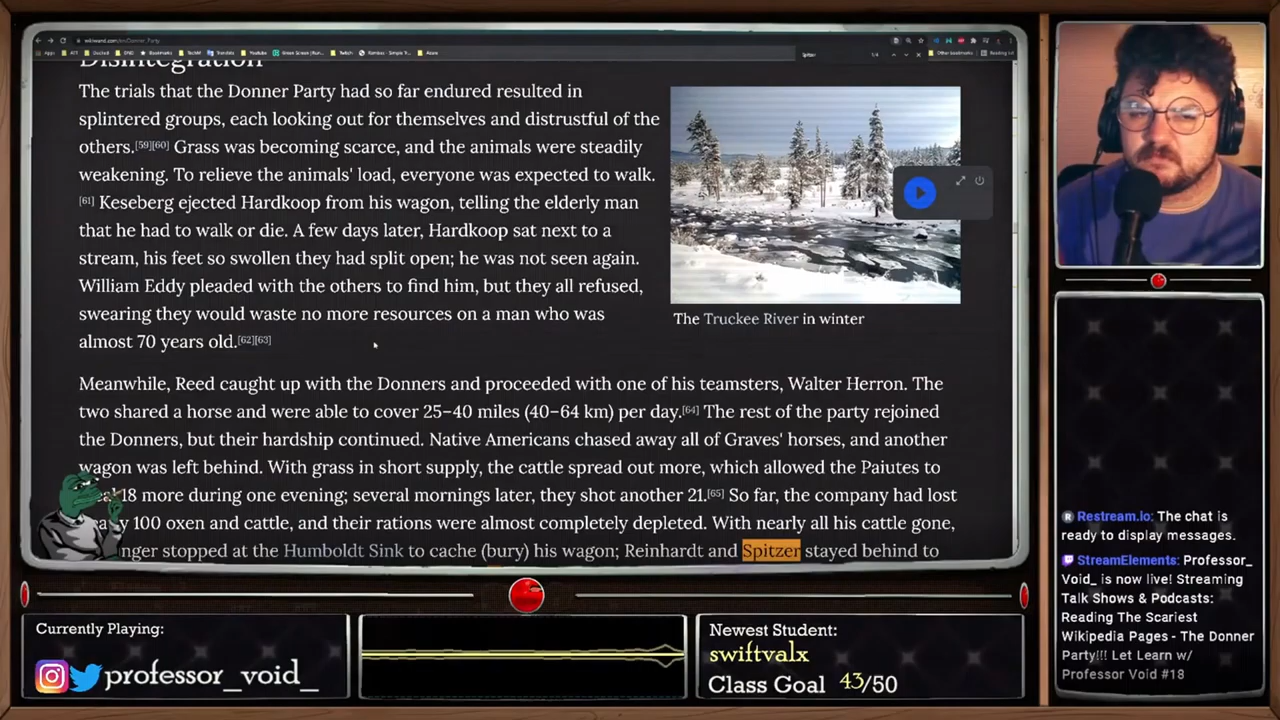 wikiwand.com/en/Donner_Party
Apps
Bookmarks
Youtube
Twitch
Spitzer
Other bookmarks
Reading list
Disintegration
The trials that the Donner Party had so far endured resulted in
splintered groups, each looking out for themselves and distrustful of the
others.[59][60] Grass was becoming scarce, and the animals were steadily
weakening. To relieve the animals' load, everyone was expected to walk.
[61] Keseberg ejected Hardkoop from his wagon, telling the elderly man
that he had to walk or die. A few days later, Hardkoop sat next to a
stream, his feet so swollen they had split open; he was not seen again.
William Eddy pleaded with the others to find him, but they all refused,
swearing they would waste no more resources on a man who was
almost 70 years old.[62][63]
The Truckee River in winter
Meanwhile, Reed caught up with the Donners and proceeded with one of his teamsters, Walter Herron. The
two shared a horse and were able to cover 25–40 miles (40–64 km) per day.[64] The rest of the party rejoined
the Donners, but their hardship continued. Native Americans chased away all of Graves' horses, and another
wagon was left behind. With grass in short supply, the cattle spread out more, which allowed the Paiutes to
18 more during one evening; several mornings later, they shot another 21.[65] So far, the company had lost
100 oxen and cattle, and their rations were almost completely depleted. With nearly all his cattle gone,
nger stopped at the Humboldt Sink to cache (bury) his wagon; Reinhardt and Spitzer stayed behind to
Restream.io: The chat is
ready to display messages.
StreamElements: Professor_
Void_ is now live! Streaming
Talk Shows & Podcasts:
Reading The Scariest
Wikipedia Pages - The Donner
Party!!! Let Learn w/
Professor Void #18
Currently Playing:
professor_void_
Newest Student:
swiftvalx
Class Goal 43/50